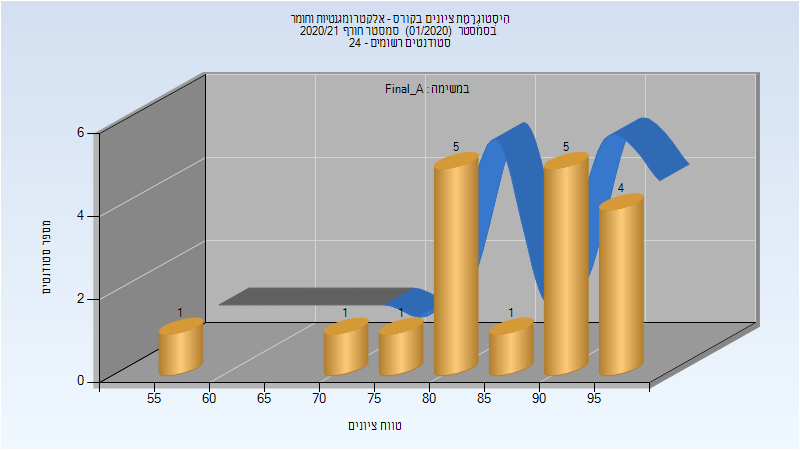 היסטוגרמת ציונים בקורס - אלקטרומגנטיות וחומר
בסמסטר (01/2020) סמסטר חורף 2020/21
סטודנטים רשומים - 24
במשימה : Final_A
מספר סטודנטים
6
4
2
0
1
1
1
5
1
5
4
55 60 65 70 75 80 85 90 95
טווח ציונים